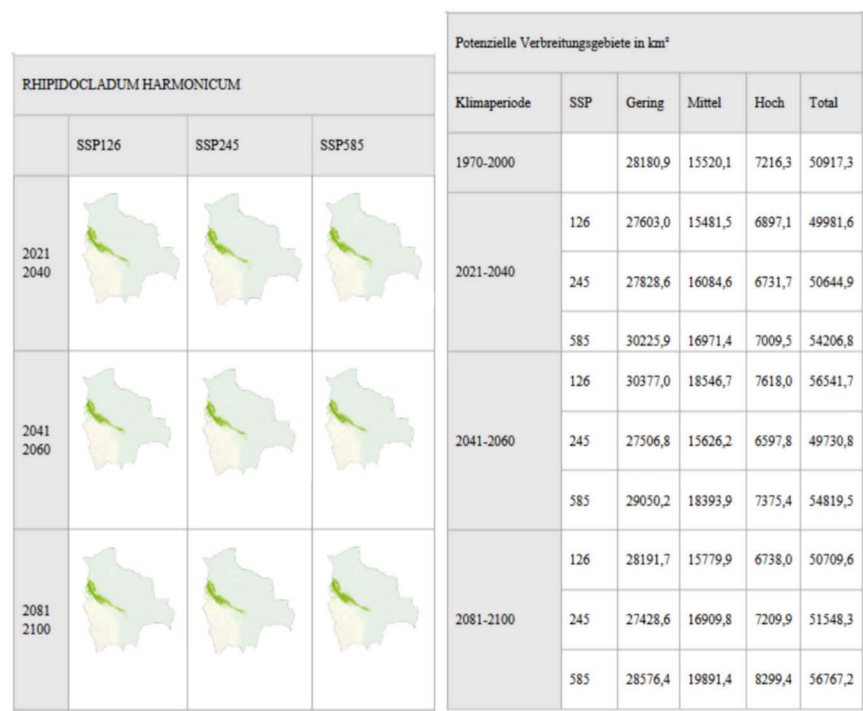 RHIPIDOCLADUM HARMONICUM
SSP126 SSP245 SSP585
2021
2040
2041
2060
2081
2100
Potenzielle Verbreitungsgebiete in km²
Klimaperiode SSP Gering Mittel Hoch Total
1970-2000 28180,9 15520,1 7216,3 50917,3
2021-2040
126 27603,0 15481,5 6897,1 49981,6
245 27828,6 16084,6 6731,7 50644,9
585 30225,9 16971,4 7009,5 54206,8
2041-2060
126 30377,0 18546,7 7618,0 56541,7
245 27506,8 15626,2 6597,8 49730,8
585 29050,2 18393,9 7375,4 54819,5
2081-2100
126 28191,7 15779,9 6738,0 50709,6
245 27428,6 16909,8 7209,9 51548,3
585 28576,4 19891,4 8299,4 56767,2